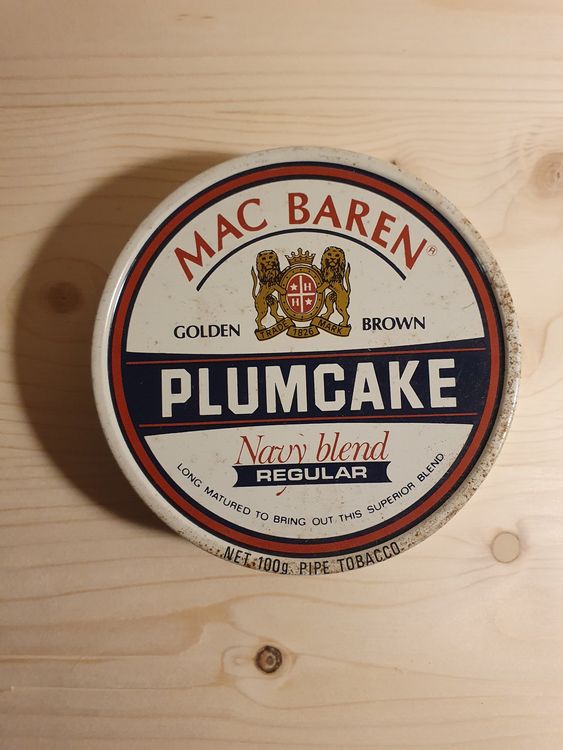 MAC BAREN®
GOLDEN BROWN
H
H
TRADE 1826 MARK
PLUMCAKE
Navy blend
REGULAR
LONG MATURED TO BRING OUT THIS SUPERIOR BLEND
NET 100g. PIPE TOBACCO